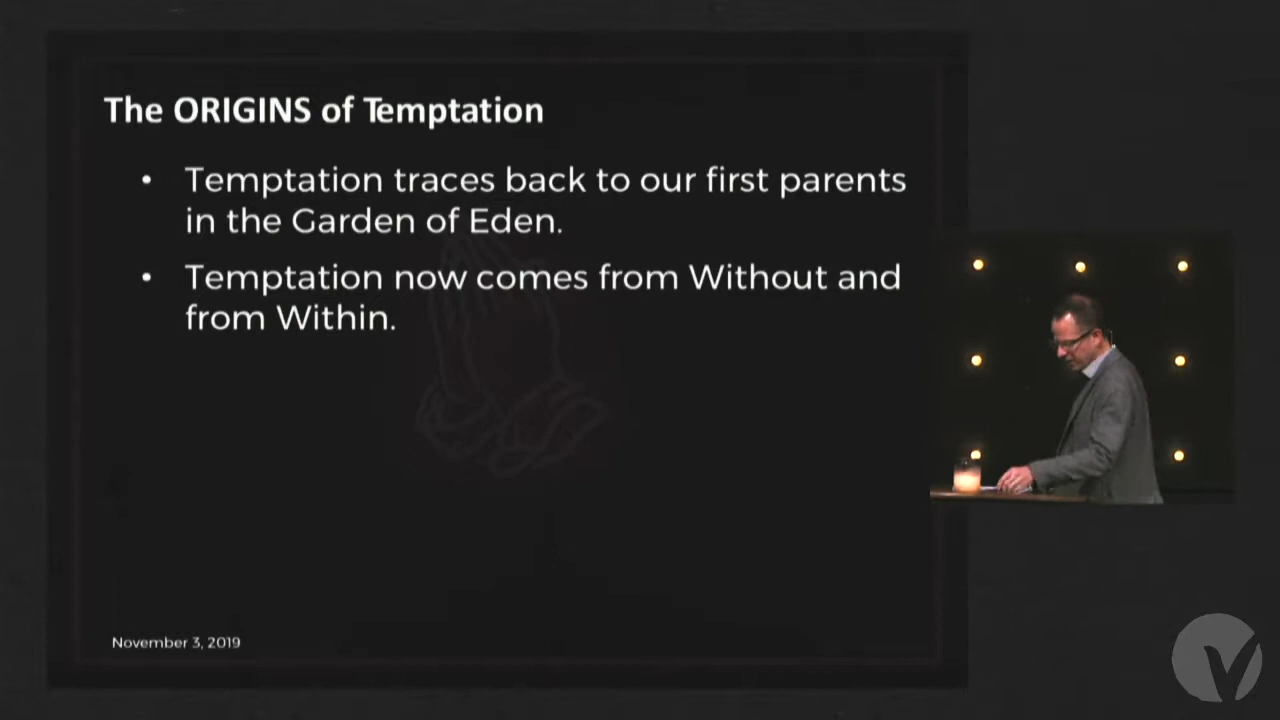 The ORIGINS of Temptation
• Temptation traces back to our first parents
in the Garden of Eden.
• Temptation now comes from Without and
from Within.
November 3, 2019